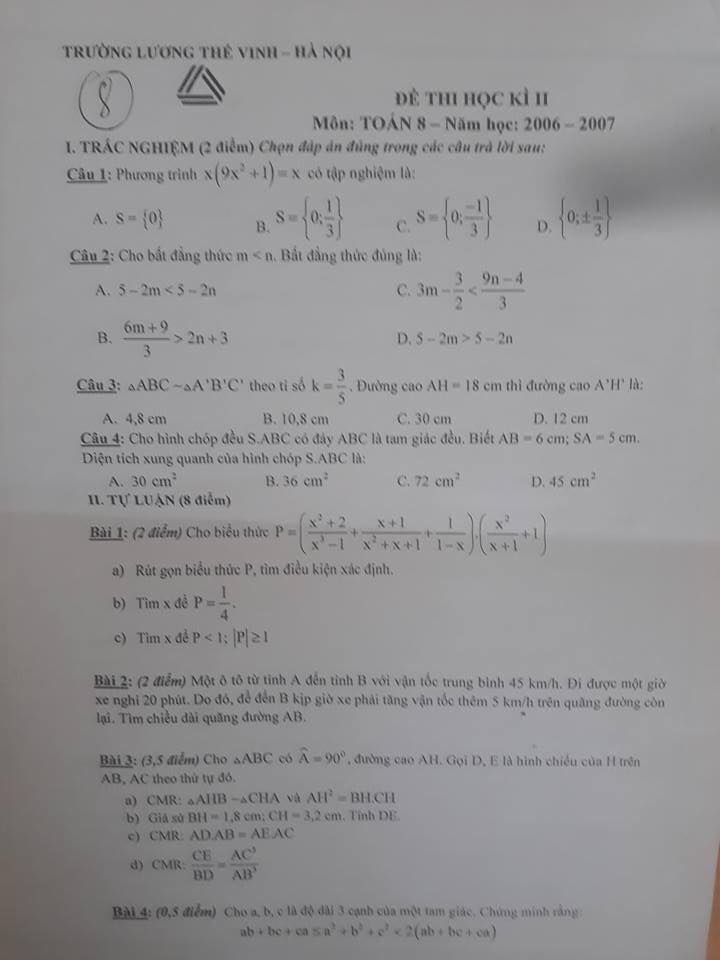 TRƯỜNG LƯƠNG THẾ VINH – HÀ NỘI
8
ĐỀ THI HỌC KÌ II
Môn: TOÁN 8 – Năm học: 2006 – 2007
I. TRẮC NGHIỆM (2 điểm) Chọn đáp án đúng trong các câu trả lời sau:
Câu 1: Phương trình x(9x² + 1) = x có tập nghiệm là:
A. S = {0} B. S = {0; 1/3} C. S = {0; -1/3} D. {0; ± 1/3}
Câu 2: Cho bất đẳng thức m < n. Bất đẳng thức đúng là:
A. 5 – 2m < 5 – 2n C. 3m – 3/2 < (9n – 4)/3
B. (6m + 9)/3 > 2n + 3 D. 5 – 2m > 5 – 2n
Câu 3: ▵ABC ~ ▵A'B'C' theo tỉ số k = 3/5. Đường cao AH = 18 cm thì đường cao A'H' là:
A. 4,8 cm B. 10,8 cm C. 30 cm D. 12 cm
Câu 4: Cho hình chóp đều S.ABC có đáy ABC là tam giác đều. Biết AB = 6 cm; SA = 5 cm.
Diện tích xung quanh của hình chóp S.ABC là:
A. 30 cm² B. 36 cm² C. 72 cm² D. 45 cm²
II. TỰ LUẬN (8 điểm)
Bài 1: (2 điểm) Cho biểu thức P = ((x² + 2)/(x³ – 1) + (x + 1)/(x² + x + 1) + 1/(1 – x)).(x²/(x + 1) + 1)
a) Rút gọn biểu thức P, tìm điều kiện xác định.
b) Tìm x để P = 1/4.
c) Tìm x để P < 1; |P| ≥ 1
Bài 2: (2 điểm) Một ô tô từ tỉnh A đến tỉnh B với vận tốc trung bình 45 km/h. Đi được một giờ
xe nghỉ 20 phút. Do đó, để đến B kịp giờ xe phải tăng vận tốc thêm 5 km/h trên quãng đường còn
lại. Tìm chiều dài quãng đường AB.
Bài 3: (3,5 điểm) Cho ▵ABC có Â = 90°, đường cao AH. Gọi D, E là hình chiếu của H trên
AB, AC theo thứ tự đó.
a) CMR: ▵AHB ~ ▵CHA và AH² = BH.CH
b) Giả sử BH = 1,8 cm; CH = 3,2 cm. Tính DE.
c) CMR: AD.AB = AE.AC
d) CMR: CE/BD = AC³/AB³
Bài 4: (0,5 điểm) Cho a, b, c là độ dài 3 cạnh của một tam giác. Chứng minh rằng:
ab + bc + ca ≤ a² + b² + c² < 2(ab + bc + ca)